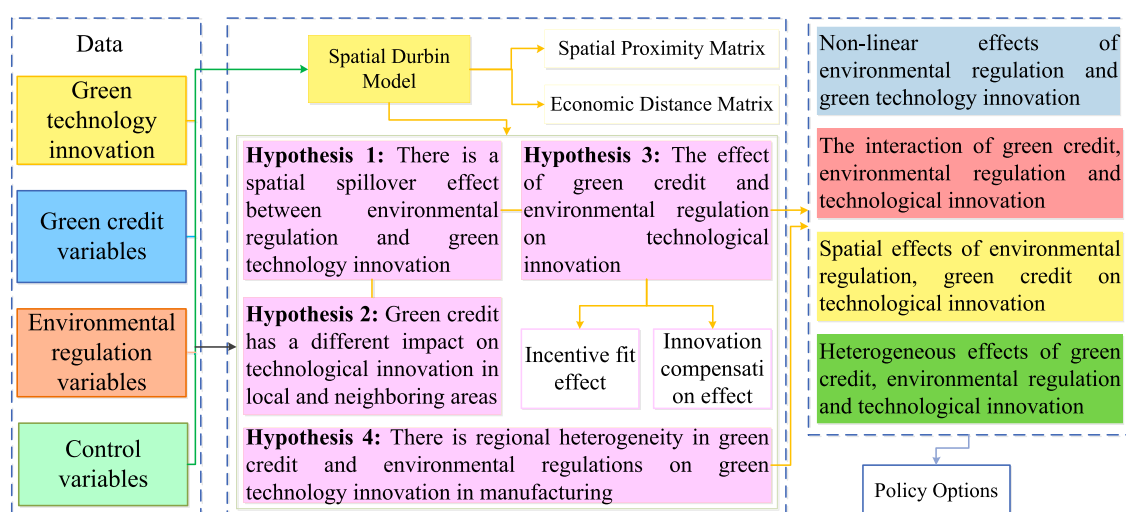 Data
Green
technology
innovation
Green credit
variables
Environmental
regulation
variables
Control
variables
Spatial Durbin
Model
Spatial Proximity Matrix
Economic Distance Matrix
Hypothesis 1: There is a
spatial spillover effect
between environmental
regulation and green
technology innovation
Hypothesis 2: Green credit
has a different impact on
technological innovation in
local and neighboring areas
Hypothesis 3: The effect
of green credit and
environmental regulation
on technological
innovation
Incentive fit
effect
Innovation
compensati
on effect
Hypothesis 4: There is regional heterogeneity in green
credit and environmental regulations on green
technology innovation in manufacturing
Non-linear effects of
environmental regulation and
green technology innovation
The interaction of green credit,
environmental regulation and
technological innovation
Spatial effects of environmental
regulation, green credit on
technological innovation
Heterogeneous effects of green
credit, environmental regulation
and technological innovation
Policy Options